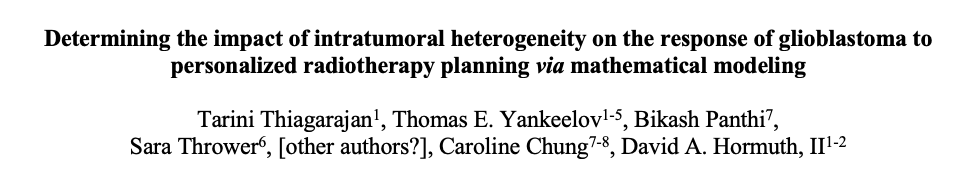 Determining the impact of intratumoral heterogeneity on the response of glioblastoma to
personalized radiotherapy planning via mathematical modeling
Tarini Thiagarajan¹, Thomas E. Yankeelov¹⁻⁵, Bikash Panthi⁷,
Sara Thrower⁶, [other authors?], Caroline Chung⁷⁻⁸, David A. Hormuth, II¹⁻²